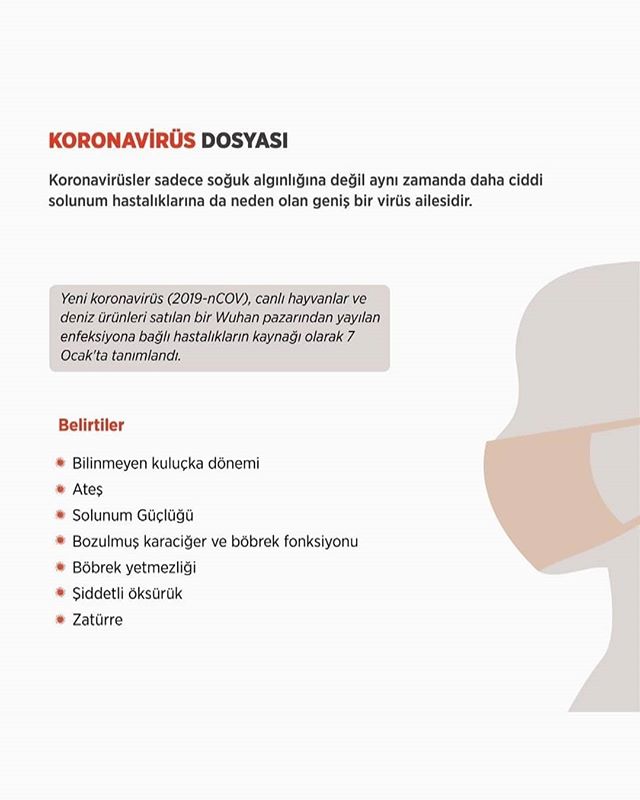 KORONAVİRÜS DOSYASI
Koronavirüsler sadece soğuk algınlığına değil aynı zamanda daha ciddi
solunum hastalıklarına da neden olan geniş bir virüs ailesidir.
Yeni koronavirüs (2019-nCOV), canlı hayvanlar ve
deniz ürünleri satılan bir Wuhan pazarından yayılan
enfeksiyona bağlı hastalıkların kaynağı olarak 7
Ocak'ta tanımlandı.
Belirtiler
Bilinmeyen kuluçka dönemi
Ateş
Solunum Güçlüğü
Bozulmuş karaciğer ve böbrek fonksiyonu
Böbrek yetmezliği
Şiddetli öksürük
Zatürre